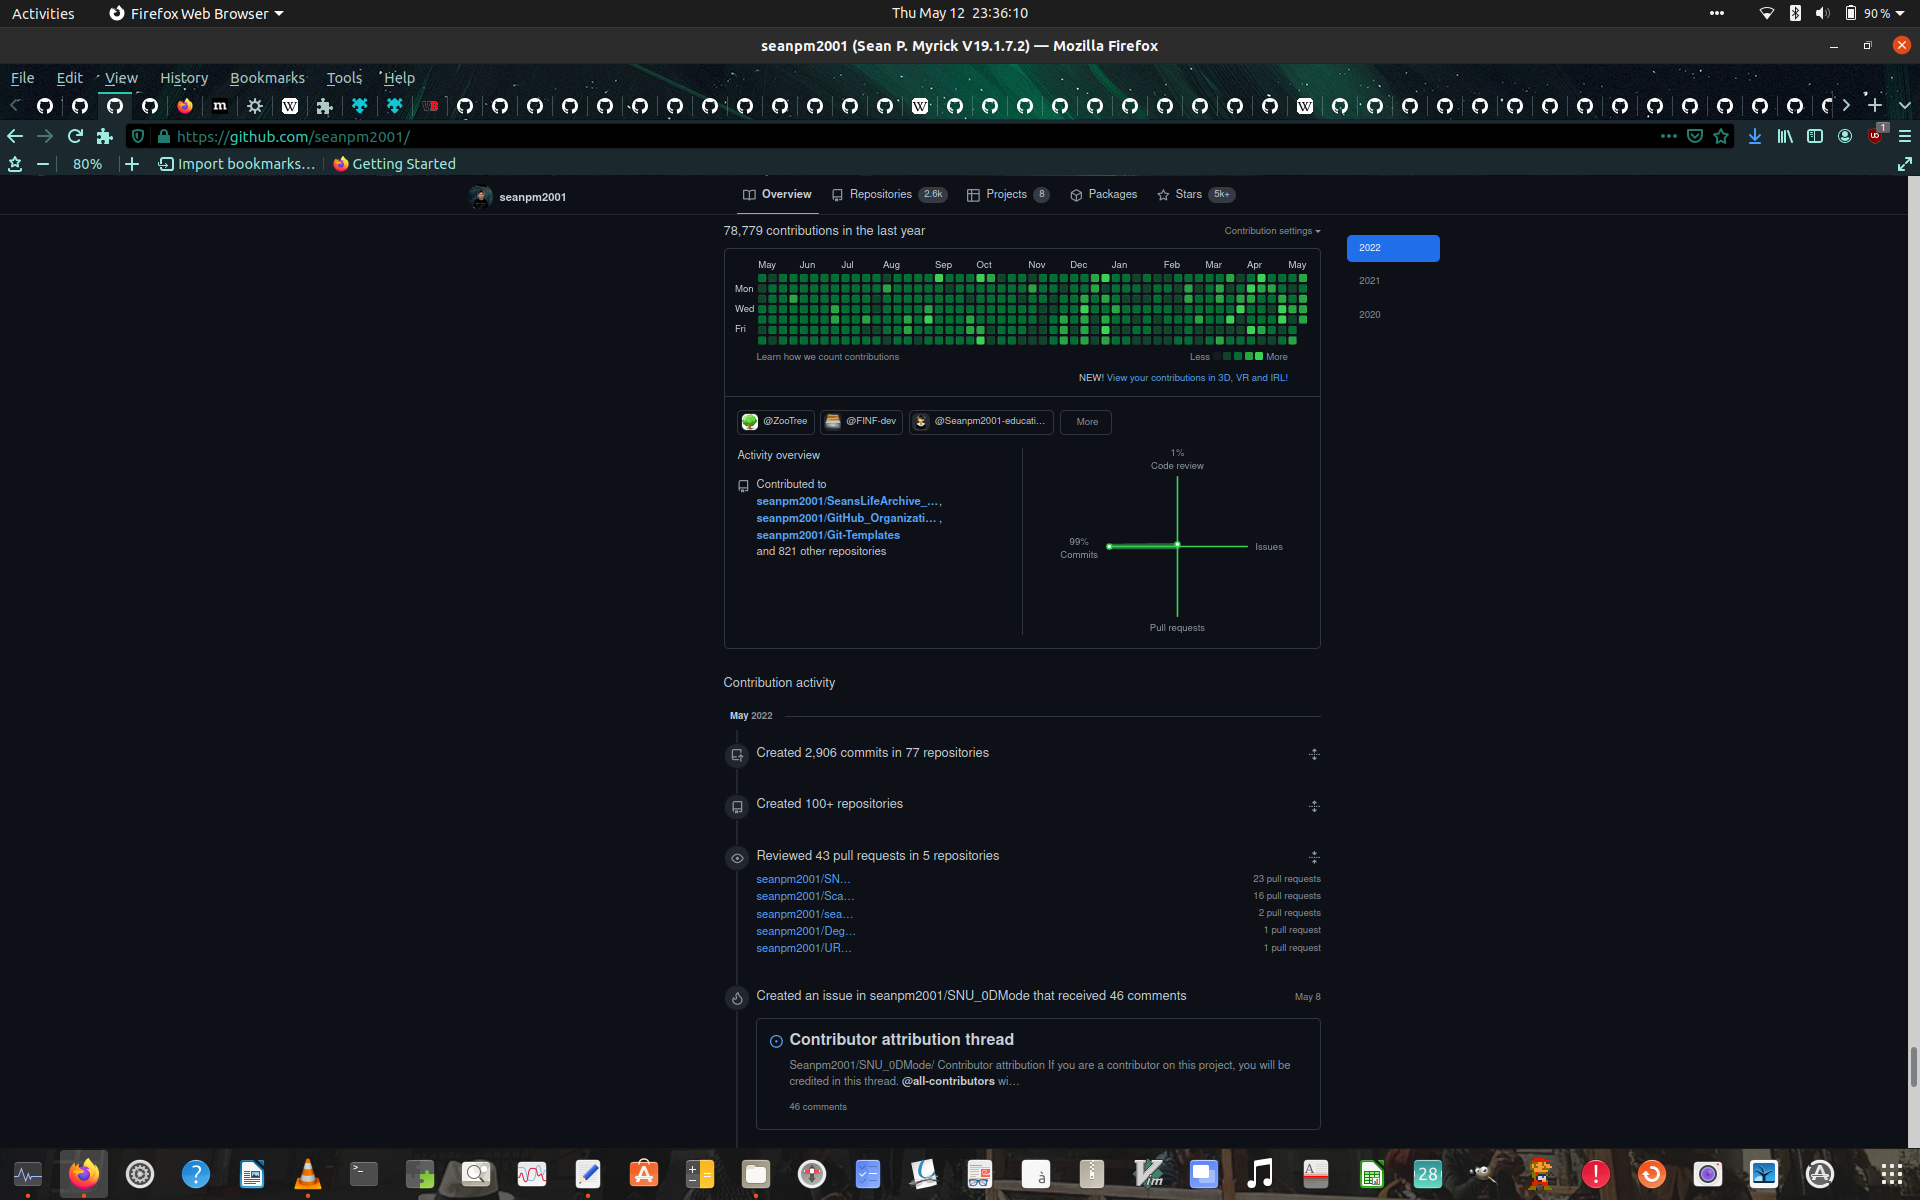 Activities
Firefox Web Browser
Thu May 12 23:36:10
90 %
seanpm2001 (Sean P. Myrick V19.1.7.2) — Mozilla Firefox
File Edit View History Bookmarks Tools Help
https://github.com/seanpm2001/
1
80%
Import bookmarks…
Getting Started
seanpm2001
Overview
Repositories 2.6k
Projects 8
Packages
Stars 5k+
78,779 contributions in the last year
Contribution settings
2022
2021
2020
May Jun Jul Aug Sep Oct Nov Dec Jan Feb Mar Apr May
Mon
Wed
Fri
Learn how we count contributions
Less More
NEW! View your contributions in 3D, VR and IRL!
@ZooTree
@FINF-dev
@Seanpm2001-educati…
More
Activity overview
Contributed to
seanpm2001/SeansLifeArchive_…,
seanpm2001/GitHub_Organizati… ,
seanpm2001/Git-Templates
and 821 other repositories
1%
Code review
99%
Commits
Issues
Pull requests
Contribution activity
May 2022
Created 2,906 commits in 77 repositories
Created 100+ repositories
Reviewed 43 pull requests in 5 repositories
seanpm2001/SN… 23 pull requests
seanpm2001/Sca… 16 pull requests
seanpm2001/sea… 2 pull requests
seanpm2001/Deg… 1 pull request
seanpm2001/UR… 1 pull request
Created an issue in seanpm2001/SNU_0DMode that received 46 comments
May 8
Contributor attribution thread
Seanpm2001/SNU_0DMode/ Contributor attribution If you are a contributor on this project, you will be
credited in this thread. @all-contributors wi…
46 comments
28